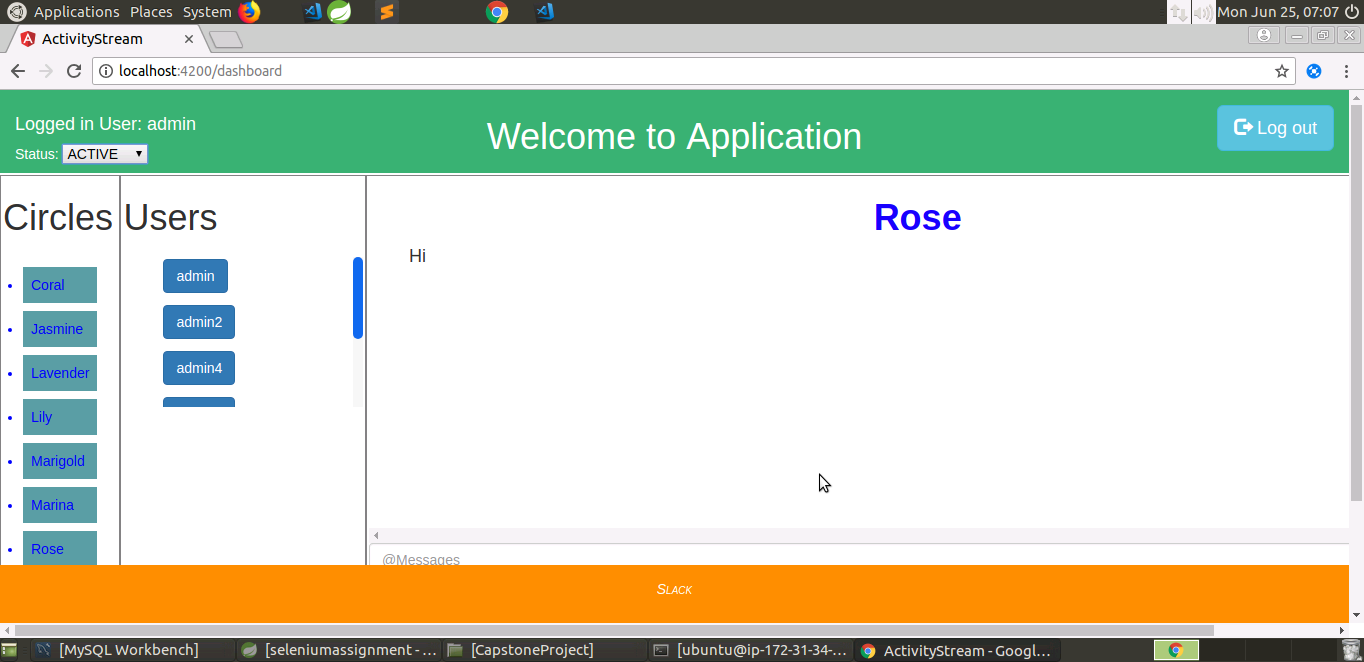 Applications Places System Mon Jun 25, 07:07
ActivityStream
localhost:4200/dashboard
Logged in User: admin
Status: ACTIVE
Welcome to Application
Log out
Circles
Coral
Jasmine
Lavender
Lily
Marigold
Marina
Rose
Users
admin
admin2
admin4
Rose
Hi
@Messages
Slack
[MySQL Workbench] [seleniumassignment - ... [CapstoneProject] [ubuntu@ip-172-31-34-... ActivityStream - Googl...